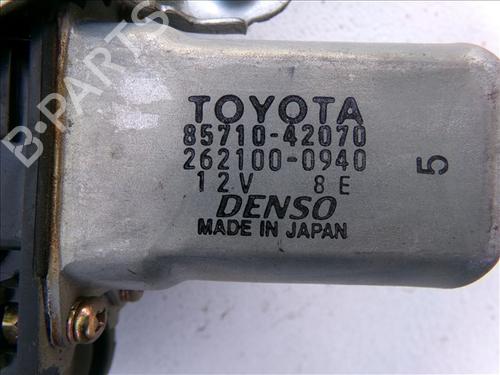 B-PARTS
TOYOTA
85710-42070
262100-0940
12V 8E
5
DENSO
MADE IN JAPAN